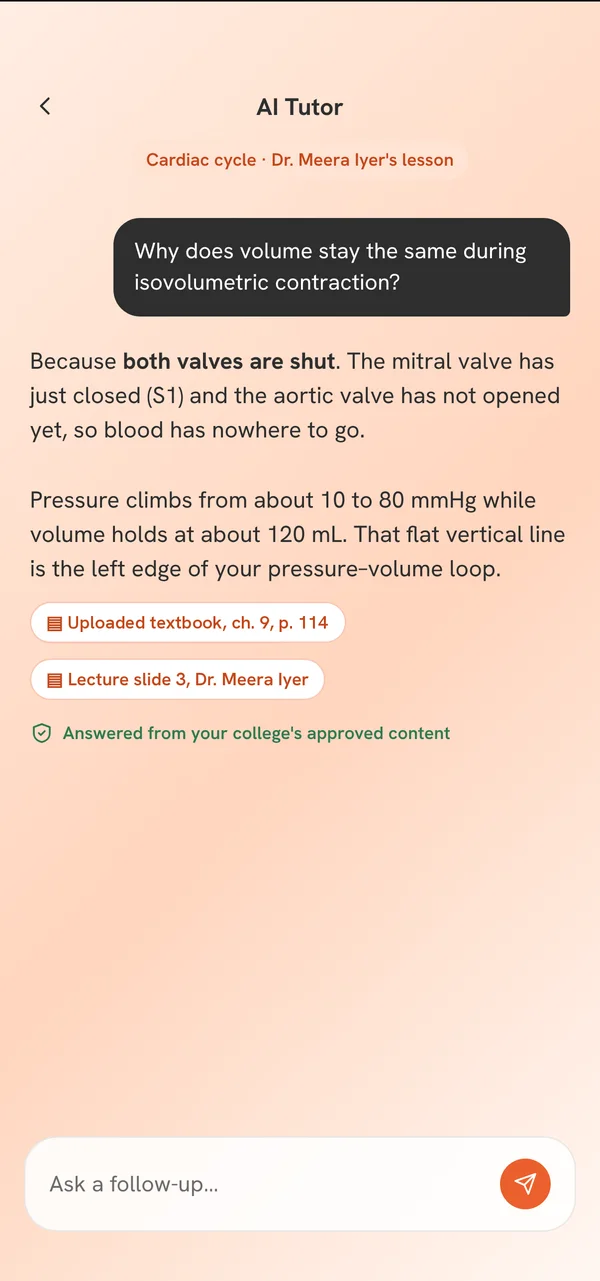 AI Tutor
Cardiac cycle · Dr. Meera Iyer's lesson
Why does volume stay the same during
isovolumetric contraction?
Because both valves are shut. The mitral valve has
just closed (S1) and the aortic valve has not opened
yet, so blood has nowhere to go.
Pressure climbs from about 10 to 80 mmHg while
volume holds at about 120 mL. That flat vertical line
is the left edge of your pressure–volume loop.
Uploaded textbook, ch. 9, p. 114
Lecture slide 3, Dr. Meera Iyer
Answered from your college's approved content
Ask a follow-up...